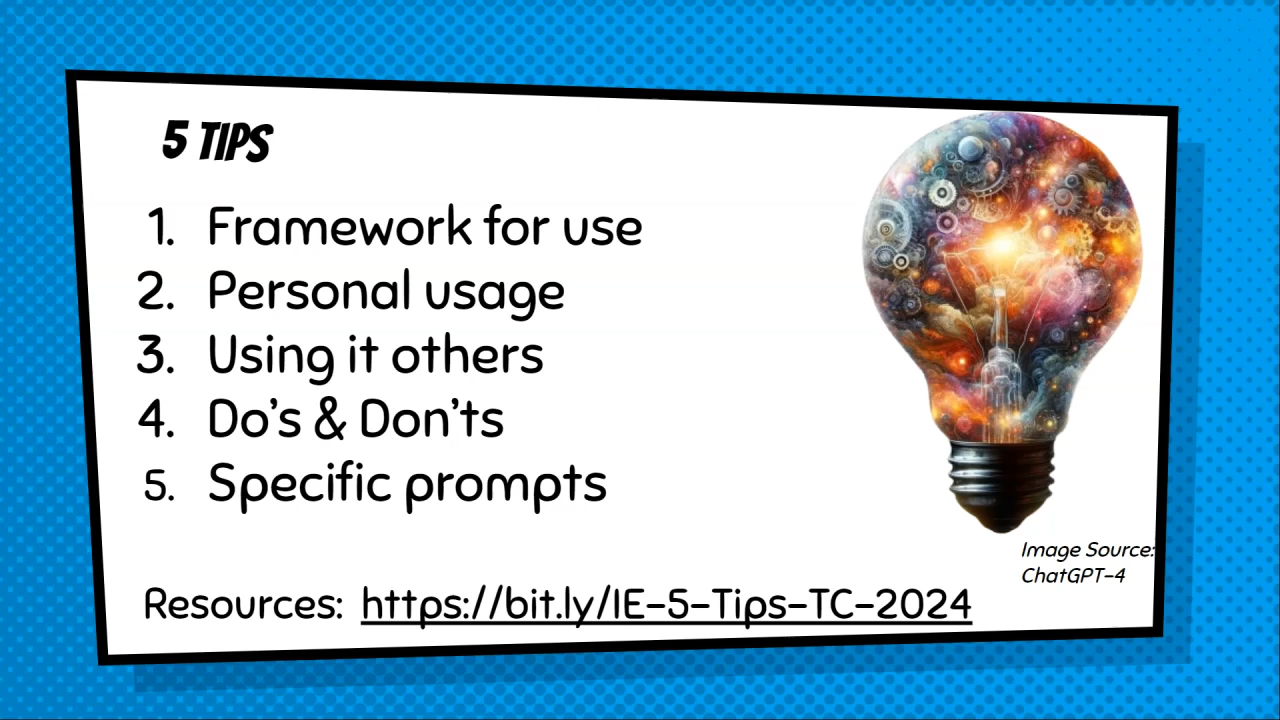 5 TIPS
1. Framework for use
2. Personal usage
3. Using it others
4. Do's & Don'ts
5. Specific prompts
Image Source:
ChatGPT-4
Resources: https://bit.ly/IE-5-Tips-TC-2024